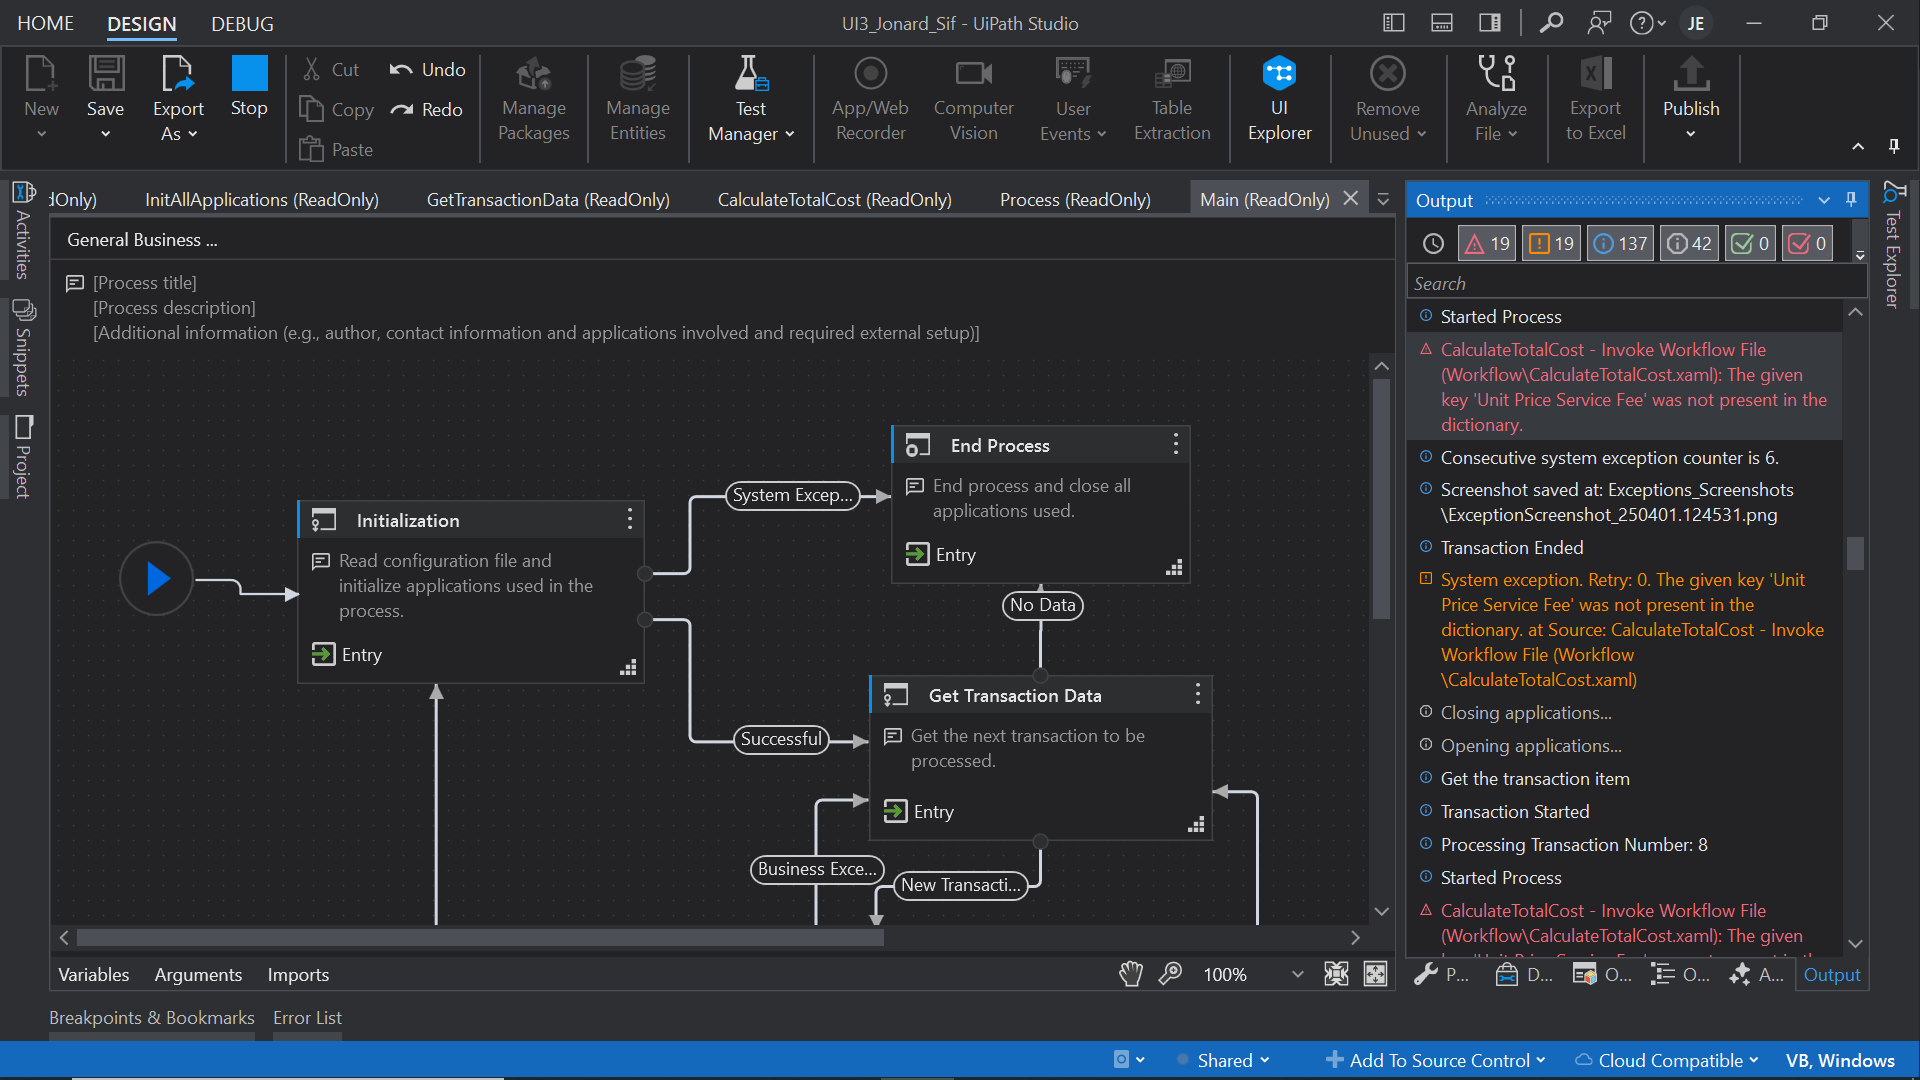 HOME DESIGN DEBUG
UI3_Jonard_Sif - UiPath Studio
JE
New
Save
Export As
Stop
Cut
Copy
Paste
Undo
Redo
Manage Packages
Manage Entities
Test Manager
App/Web Recorder
Computer Vision
User Events
Table Extraction
UI Explorer
Remove Unused
Analyze File
Export to Excel
Publish
Activities
Snippets
Project
dOnly) InitAllApplications (ReadOnly) GetTransactionData (ReadOnly) CalculateTotalCost (ReadOnly) Process (ReadOnly) Main (ReadOnly)
General Business ...
[Process title]
[Process description]
[Additional information (e.g., author, contact information and applications involved and required external setup)]
Initialization
Read configuration file and
initialize applications used in the
process.
Entry
System Excep...
Successful
End Process
End process and close all
applications used.
Entry
No Data
Get Transaction Data
Get the next transaction to be
processed.
Entry
Business Exce...
New Transacti...
Variables Arguments Imports
100%
Output
19 19 137 42 0 0
Search
Started Process
CalculateTotalCost - Invoke Workflow File
(Workflow\CalculateTotalCost.xaml): The given
key 'Unit Price Service Fee' was not present in the
dictionary.
Consecutive system exception counter is 6.
Screenshot saved at: Exceptions_Screenshots
\ExceptionScreenshot_250401.124531.png
Transaction Ended
System exception. Retry: 0. The given key 'Unit
Price Service Fee' was not present in the
dictionary. at Source: CalculateTotalCost - Invoke
Workflow File (Workflow
\CalculateTotalCost.xaml)
Closing applications...
Opening applications...
Get the transaction item
Transaction Started
Processing Transaction Number: 8
Started Process
CalculateTotalCost - Invoke Workflow File
(Workflow\CalculateTotalCost.xaml): The given
P... D... O... O... A... Output
Test Explorer
Breakpoints & Bookmarks Error List
Shared Add To Source Control Cloud Compatible VB, Windows